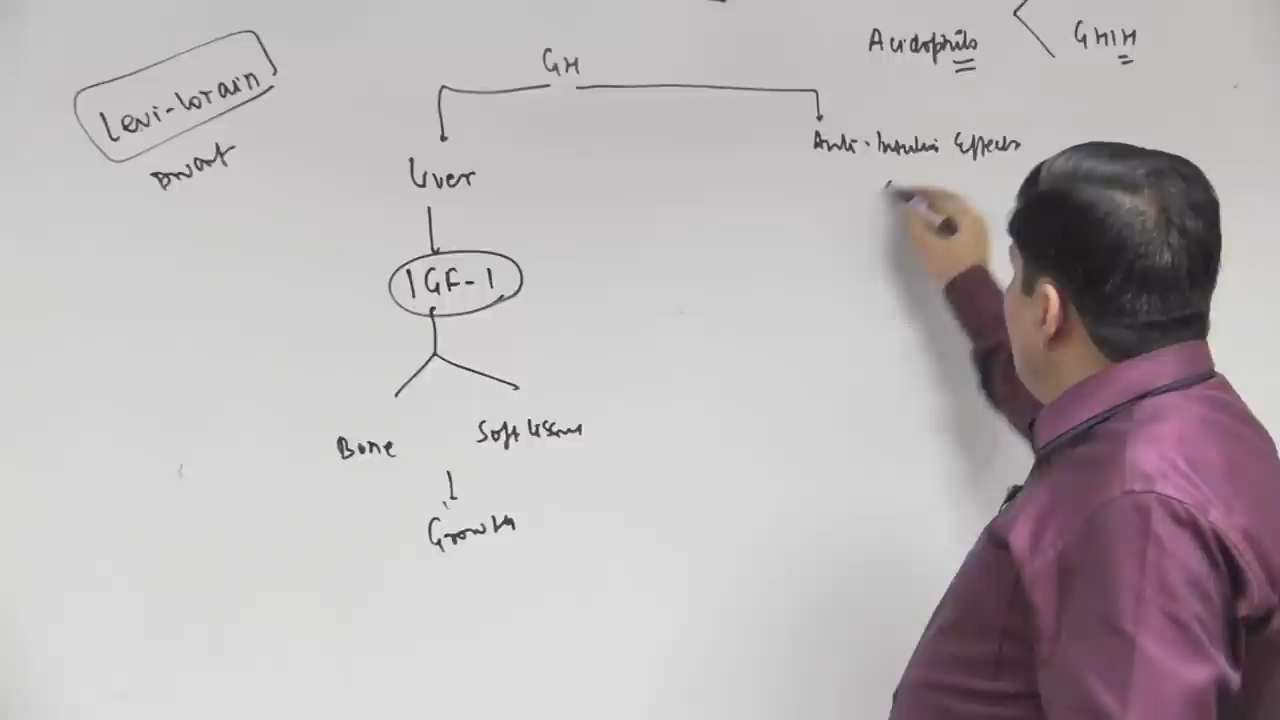 Levi-Lorain
Dwarf
GH
Acidophils
GHIH
Liver
Anti-Insulin Effects
IGF-1
Bone
Soft tissue
Growth